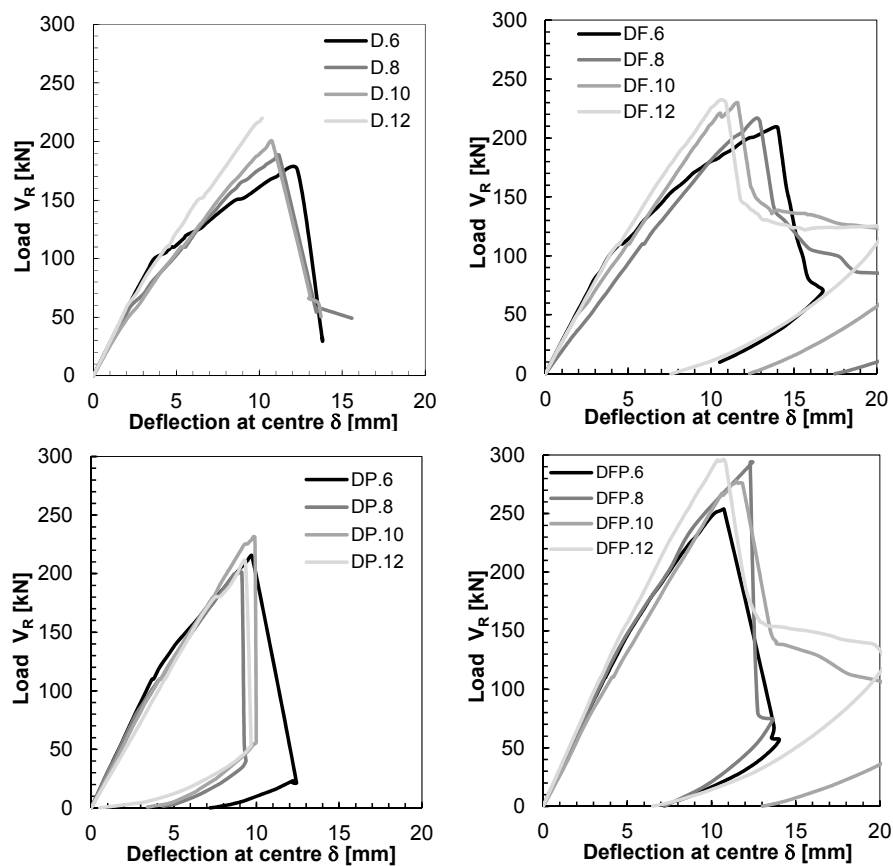 300
250
200
150
100
50
0
Load V_R [kN]
D.6
D.8
D.10
D.12
0 5 10 15 20
Deflection at centre δ [mm]
300
250
200
150
100
50
0
Load V_R [kN]
DF.6
DF.8
DF.10
DF.12
0 5 10 15 20
Deflection at centre δ [mm]
300
250
200
150
100
50
0
Load V_R [kN]
DP.6
DP.8
DP.10
DP.12
0 5 10 15 20
Deflection at centre δ [mm]
300
250
200
150
100
50
0
Load V_R [kN]
DFP.6
DFP.8
DFP.10
DFP.12
0 5 10 15 20
Deflection at centre δ [mm]